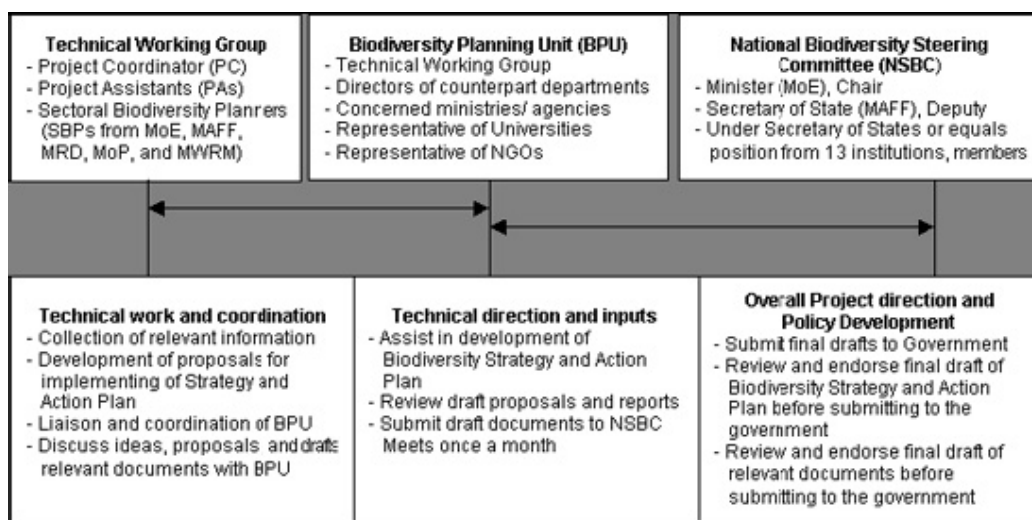 Technical Working Group
- Project Coordinator (PC)
- Project Assistants (PAs)
- Sectoral Biodiversity Planners
(SBPs from MoE, MAFF,
MRD, MoP, and MWRM)
Biodiversity Planning Unit (BPU)
- Technical Working Group
- Directors of counterpart departments
- Concerned ministries/ agencies
- Representative of Universities
- Representative of NGOs
National Biodiversity Steering
Committee (NSBC)
- Minister (MoE), Chair
- Secretary of State (MAFF), Deputy
- Under Secretary of States or equals
position from 13 institutions, members
Technical work and coordination
- Collection of relevant information
- Development of proposals for
implementing of Strategy and
Action Plan
- Liaison and coordination of BPU
- Discuss ideas, proposals and drafts
relevant documents with BPU
Technical direction and inputs
- Assist in development of
Biodiversity Strategy and Action
Plan
- Review draft proposals and reports
- Submit draft documents to NSBC
Meets once a month
Overall Project direction and
Policy Development
- Submit final drafts to Government
- Review and endorse final draft of
Biodiversity Strategy and Action
Plan before submitting to the
government
- Review and endorse final draft of
relevant documents before
submitting to the government